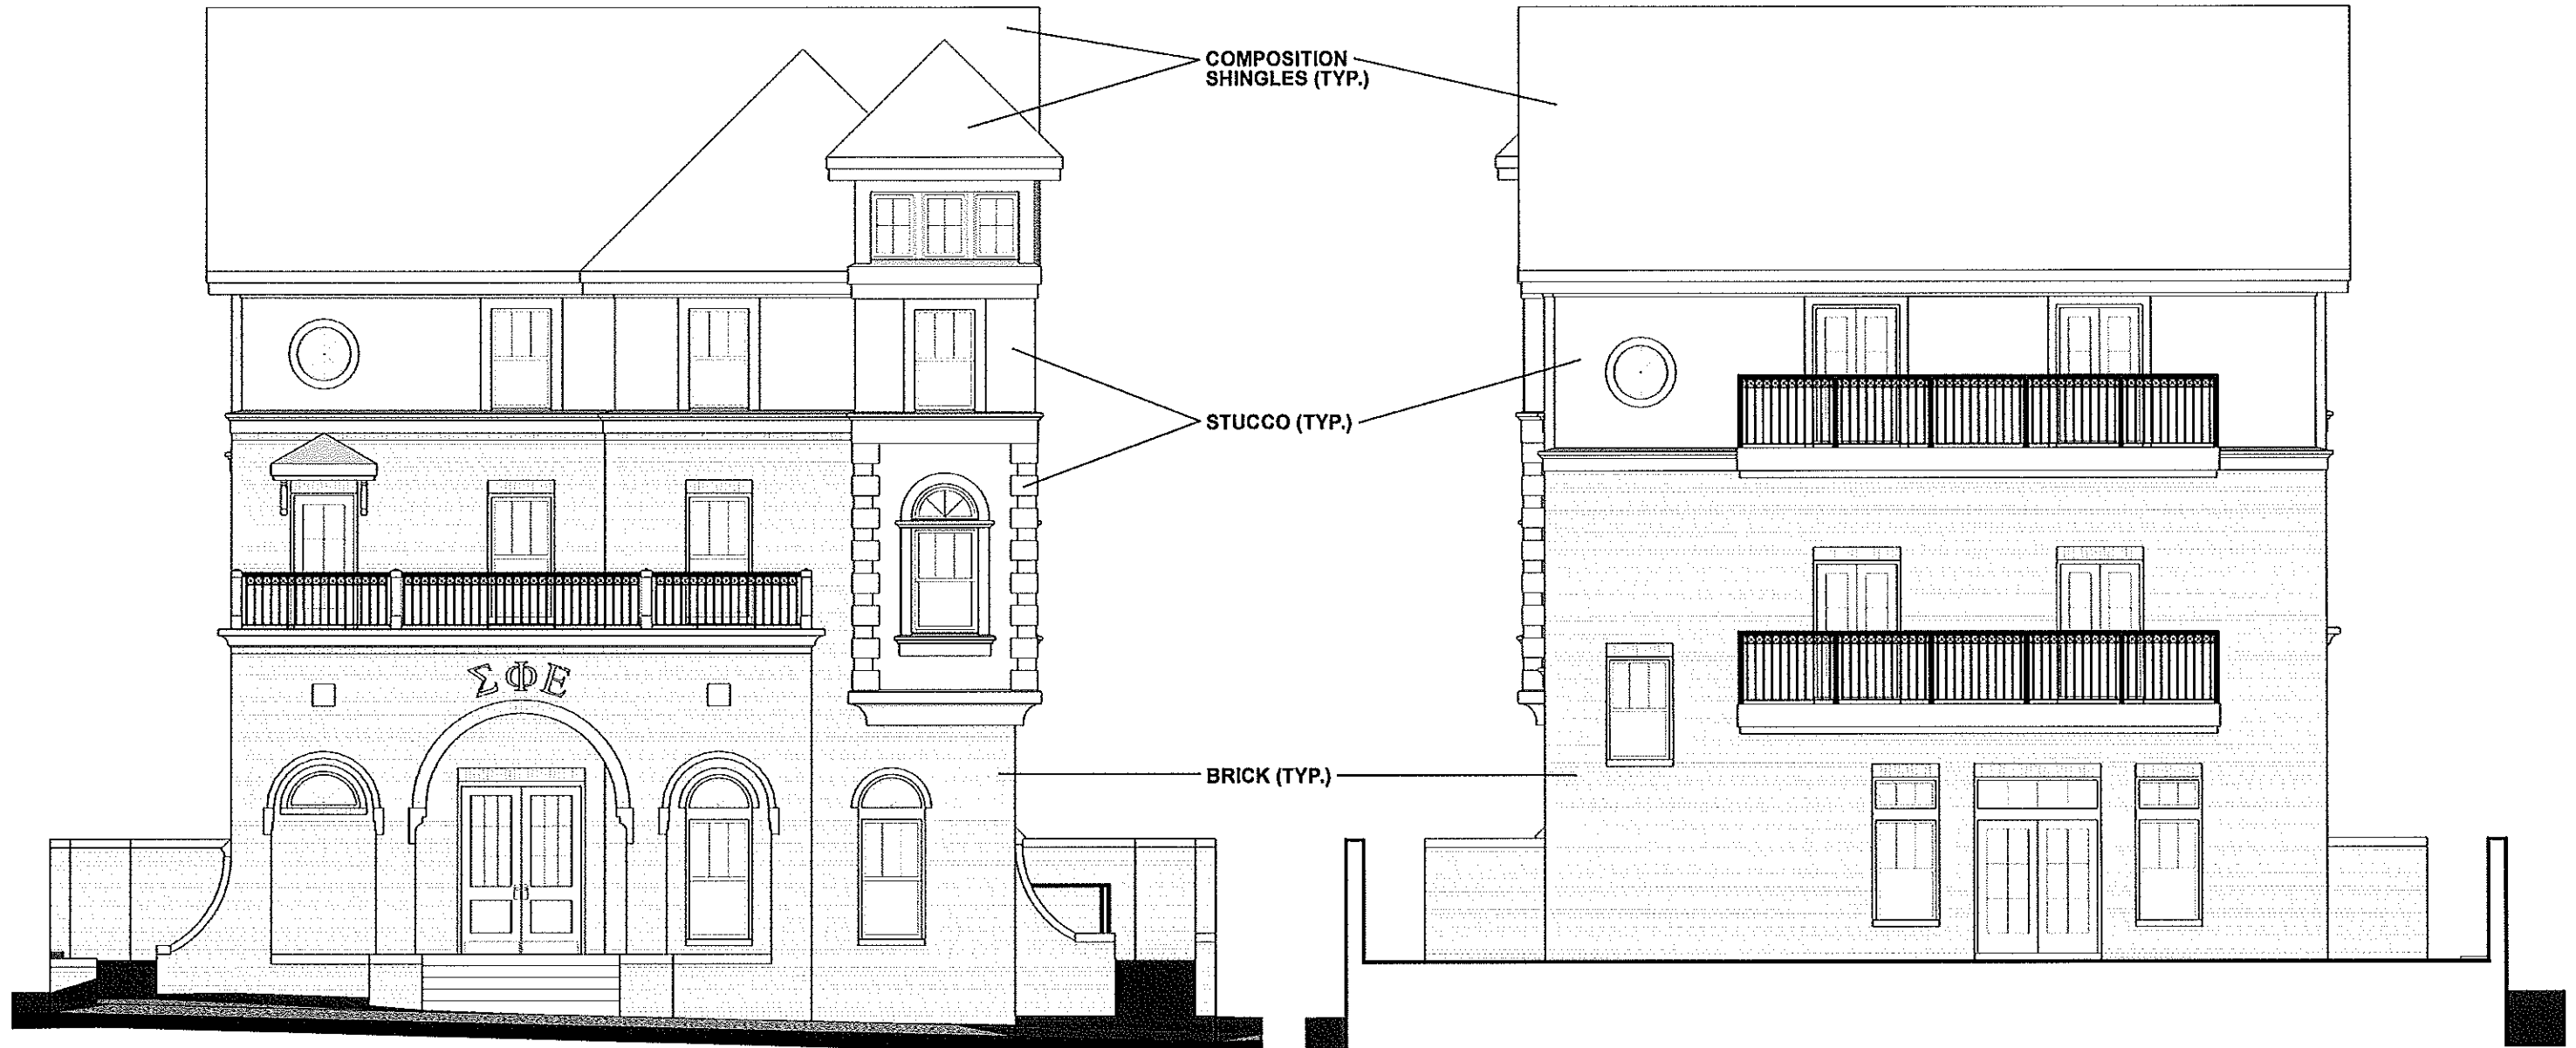 COMPOSITION
SHINGLES (TYP.)
STUCCO (TYP.)
ΣΦΕ
BRICK (TYP.)